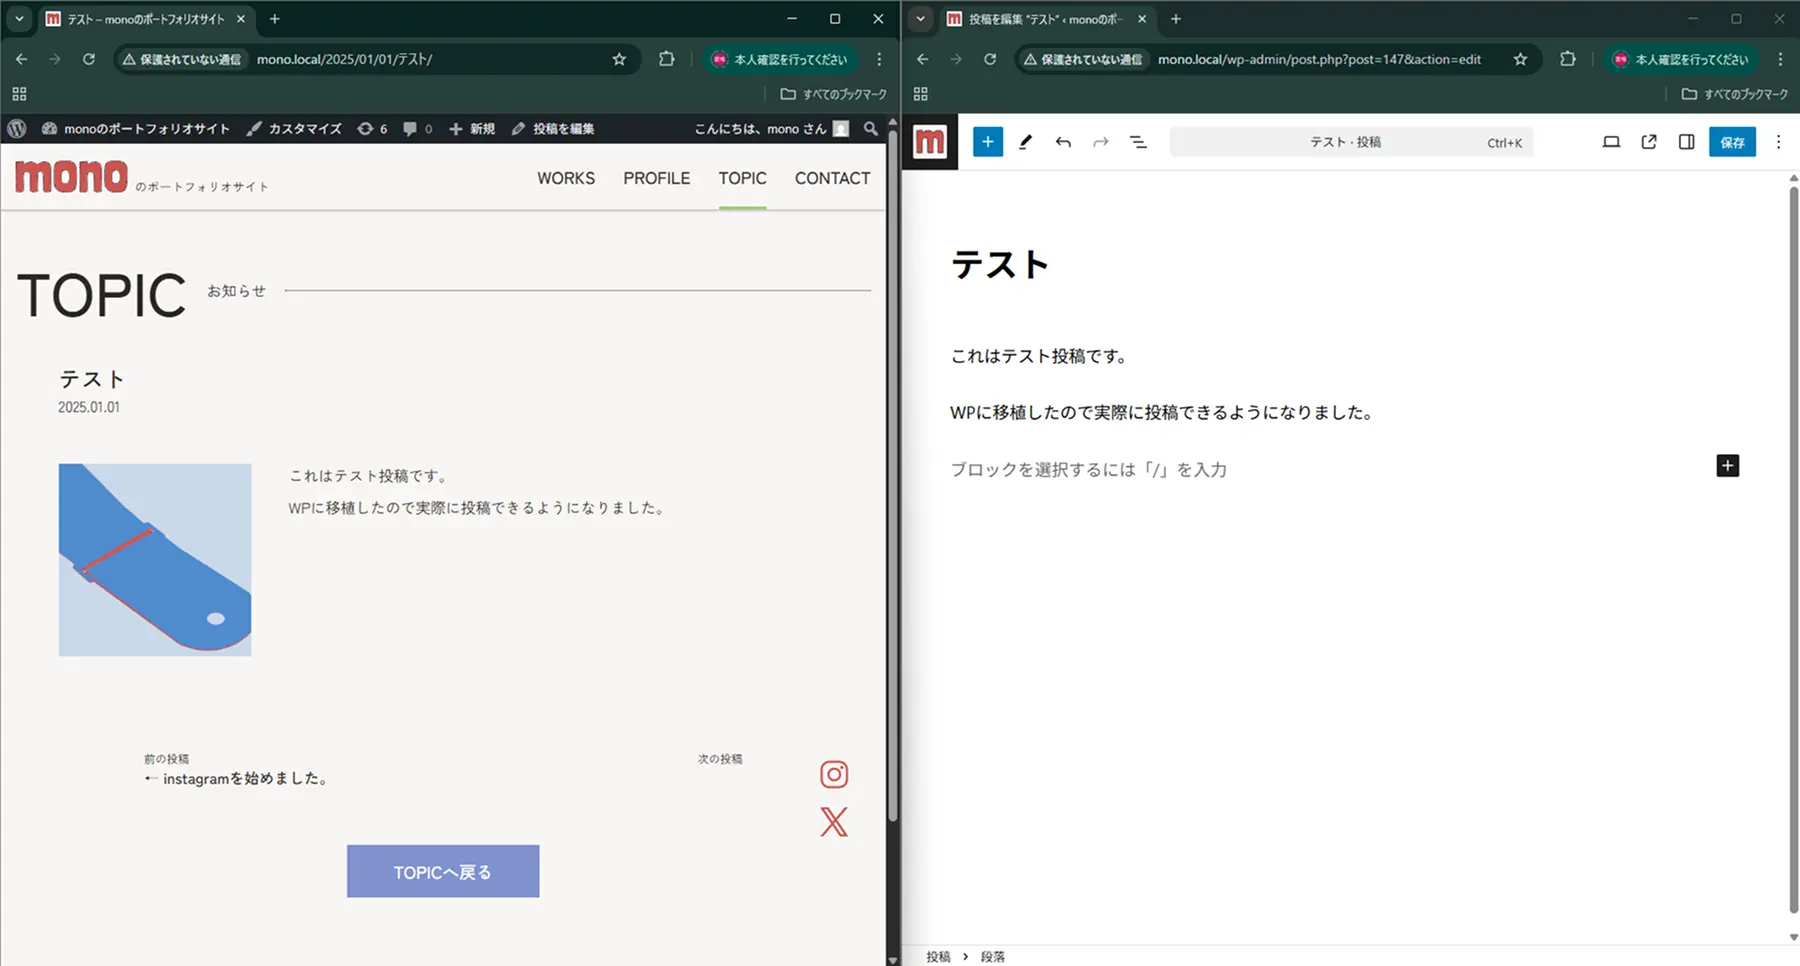 テスト – monoのポートフォリオサイト
保護されていない通信 mono.local/2025/01/01/テスト/
本人確認を行ってください
すべてのブックマーク
monoのポートフォリオサイト カスタマイズ 6 0 新規 投稿を編集 こんにちは、mono さん
mono のポートフォリオサイト
WORKS PROFILE TOPIC CONTACT
TOPIC お知らせ
テスト
2025.01.01
これはテスト投稿です。
WPに移植したので実際に投稿できるようになりました。
前の投稿
← instagramを始めました。
次の投稿
TOPICへ戻る
投稿を編集 "テスト" ‹ monoのポー
保護されていない通信 mono.local/wp-admin/post.php?post=147&action=edit
本人確認を行ってください
すべてのブックマーク
m
テスト · 投稿 Ctrl+K
保存
テスト
これはテスト投稿です。
WPに移植したので実際に投稿できるようになりました。
ブロックを選択するには「/」を入力
投稿 › 段落